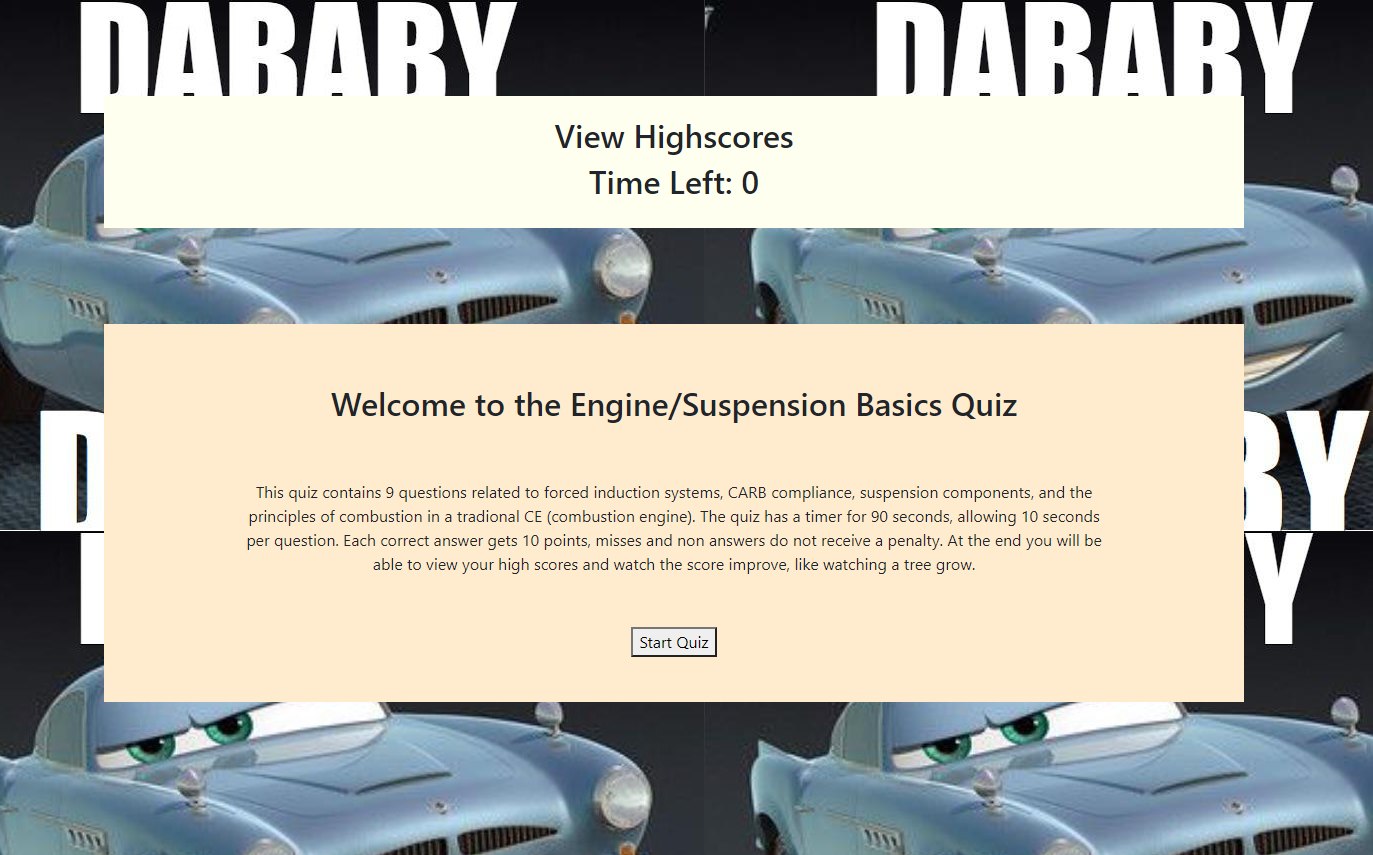 DABABY
DABABY
View Highscores
Time Left: 0
Welcome to the Engine/Suspension Basics Quiz
This quiz contains 9 questions related to forced induction systems, CARB compliance, suspension components, and the
principles of combustion in a tradional CE (combustion engine). The quiz has a timer for 90 seconds, allowing 10 seconds
per question. Each correct answer gets 10 points, misses and non answers do not receive a penalty. At the end you will be
able to view your high scores and watch the score improve, like watching a tree grow.
Start Quiz